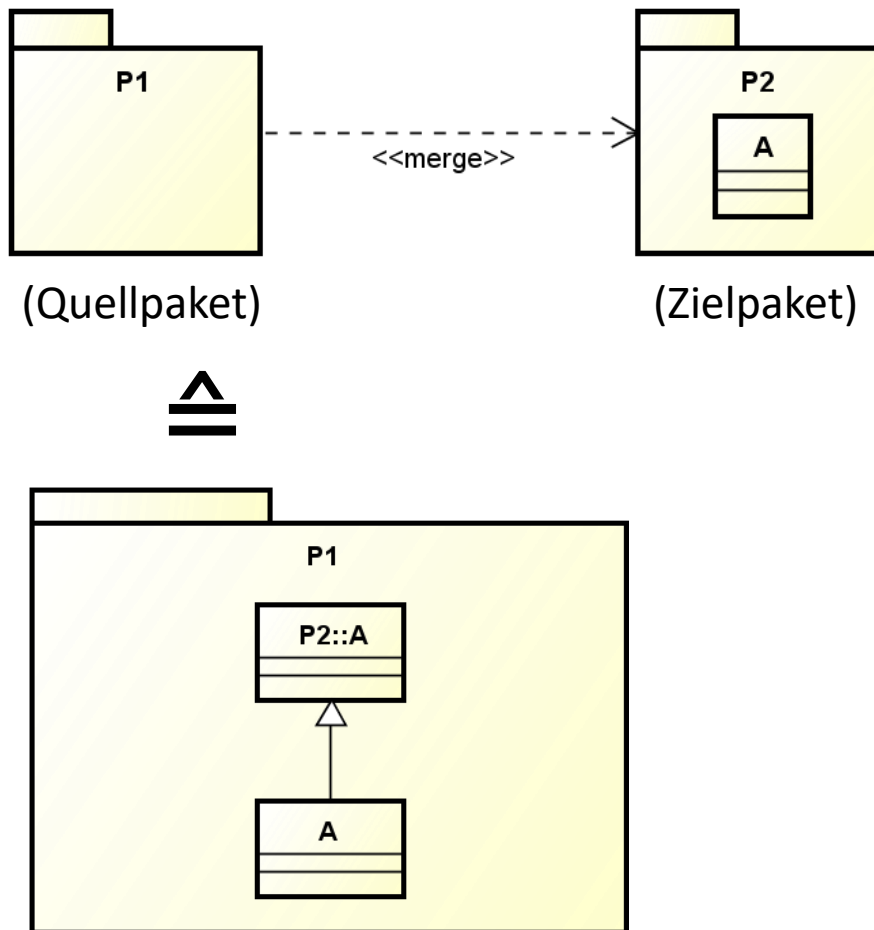 P1
P2
A
<<merge>>
(Quellpaket)
(Zielpaket)
≙
P1
P2::A
A